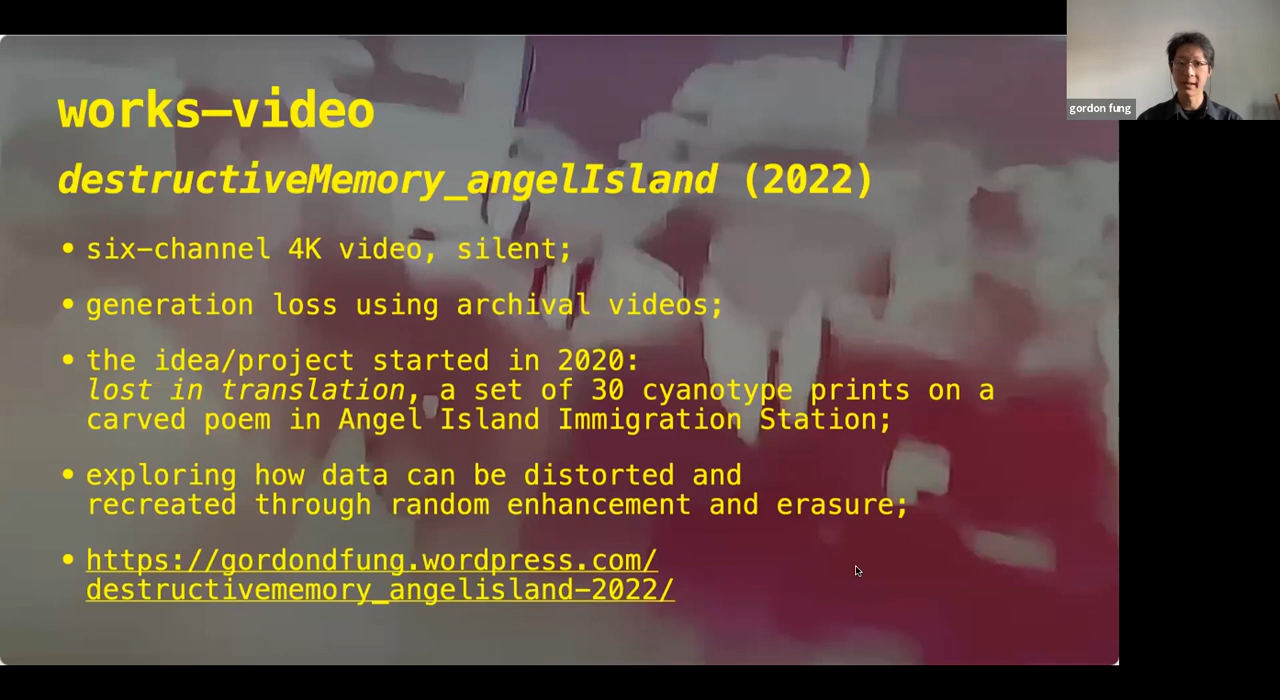 works—video
destructiveMemory_angelIsland (2022)
• six-channel 4K video, silent;
• generation loss using archival videos;
• the idea/project started in 2020:
lost in translation, a set of 30 cyanotype prints on a
carved poem in Angel Island Immigration Station;
• exploring how data can be distorted and
recreated through random enhancement and erasure;
• https://gordondfung.wordpress.com/
destructivememory_angelisland-2022/
gordon fung